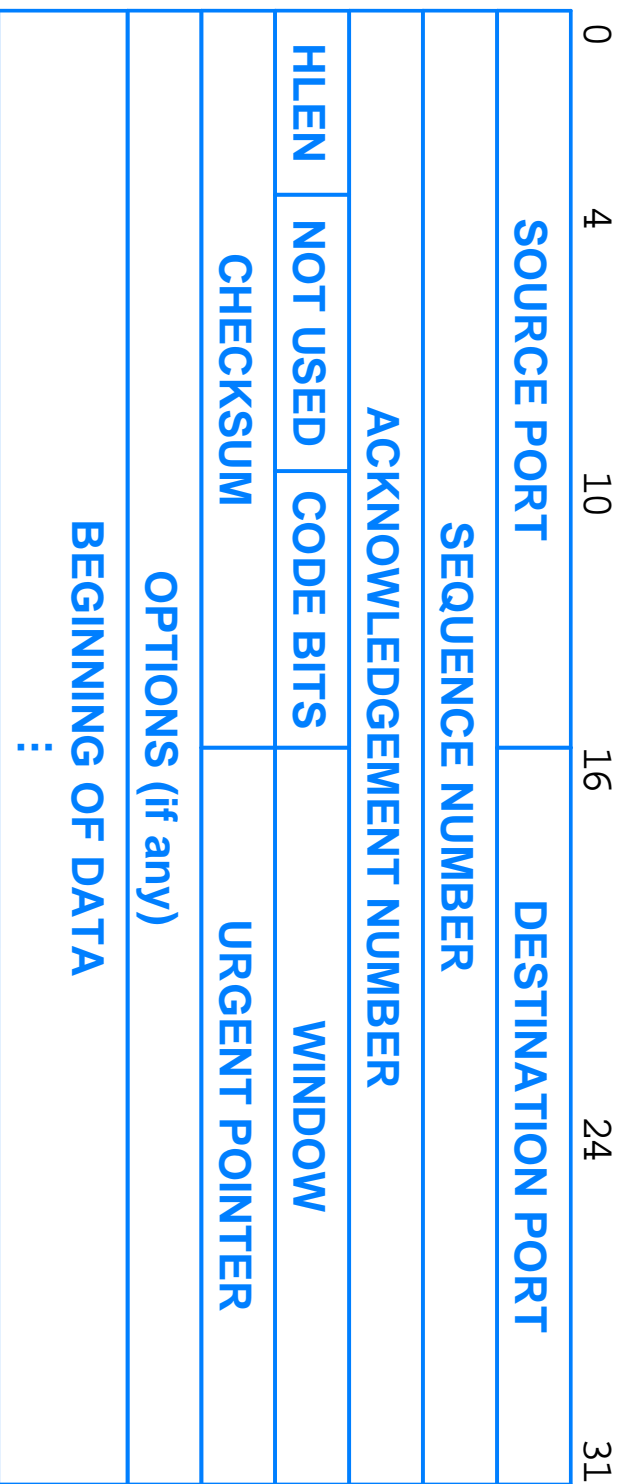 0 4 10 16 24 31
SOURCE PORT DESTINATION PORT
SEQUENCE NUMBER
ACKNOWLEDGEMENT NUMBER
HLEN NOT USED CODE BITS WINDOW
CHECKSUM URGENT POINTER
OPTIONS (if any)
BEGINNING OF DATA
⋮